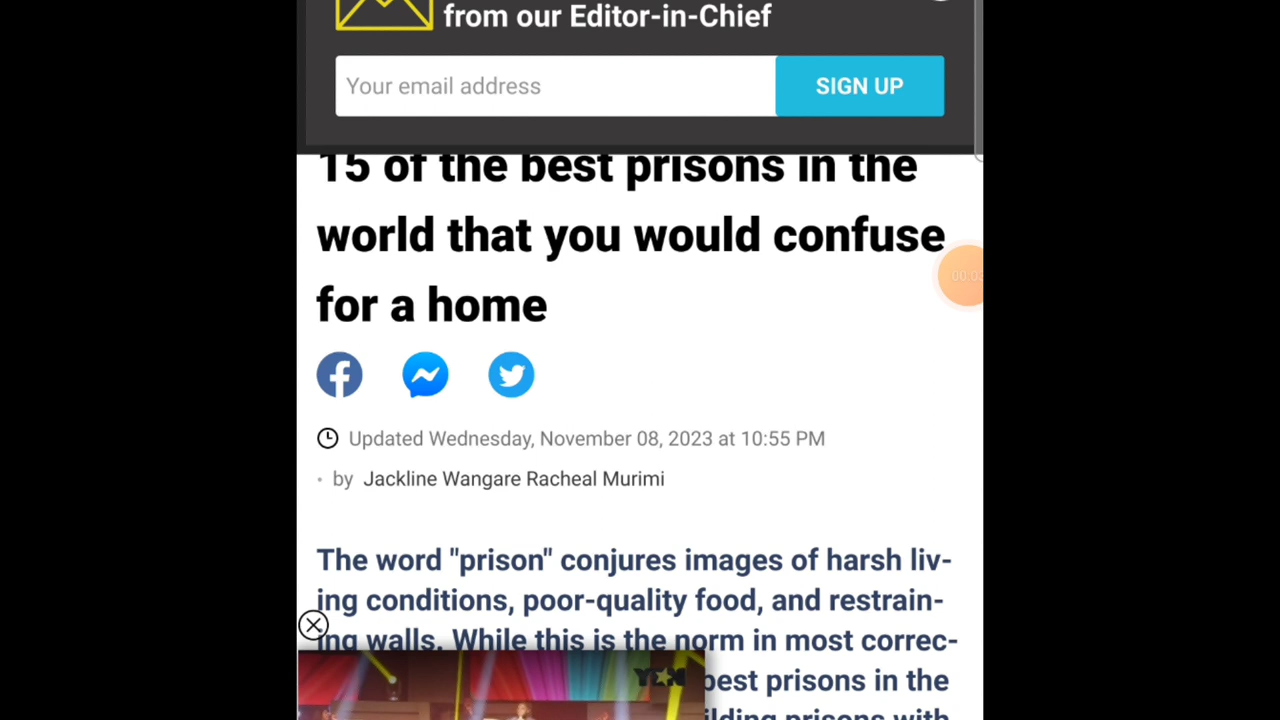 from our Editor-in-Chief
Your email address
SIGN UP
15 of the best prisons in the
world that you would confuse
for a home
Updated Wednesday, November 08, 2023 at 10:55 PM
by Jackline Wangare Racheal Murimi
The word "prison" conjures images of harsh liv-
ing conditions, poor-quality food, and restrain-
ing walls. While this is the norm in most correc-
best prisons in the
prisons with